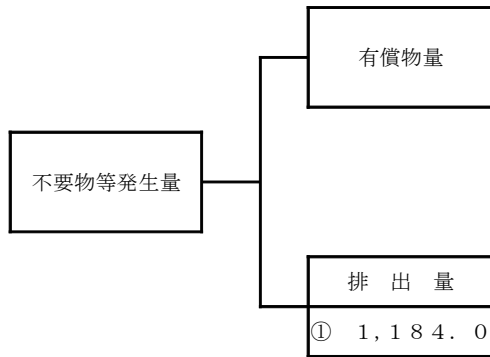 有償物量
不要物等発生量
排　出　量
①　１,１８４．０